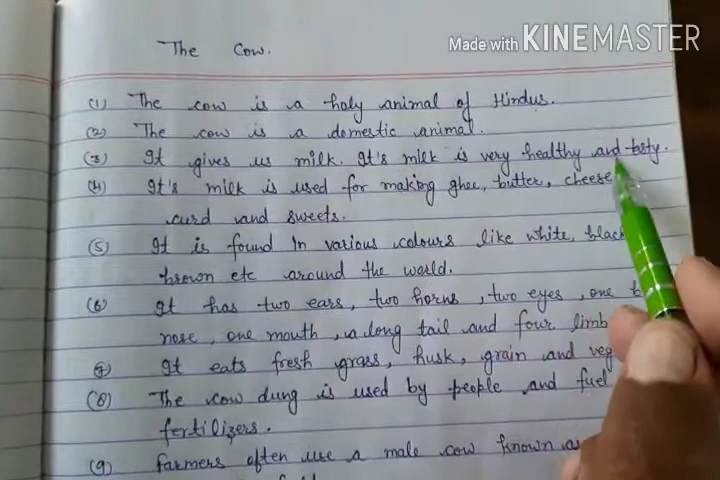 Made with KINEMASTER
The Cow.
(1) The cow is a holy animal of Hindus.
(2) The cow is a domestic animal.
(3) It gives us milk. It's milk is very healthy and tasty.
(4) It's milk is used for making ghee, butter, cheese
curd and sweets.
(5) It is found In various colours like white, black
brown etc around the world.
(6) It has two ears, two horns, two eyes, one
nose, one mouth, a long tail and four limb
(7) It eats fresh grass, husk, grain and veg
(8) The cow dung is used by people and fuel
fertilizers.
(9) Farmers often use a male cow known as